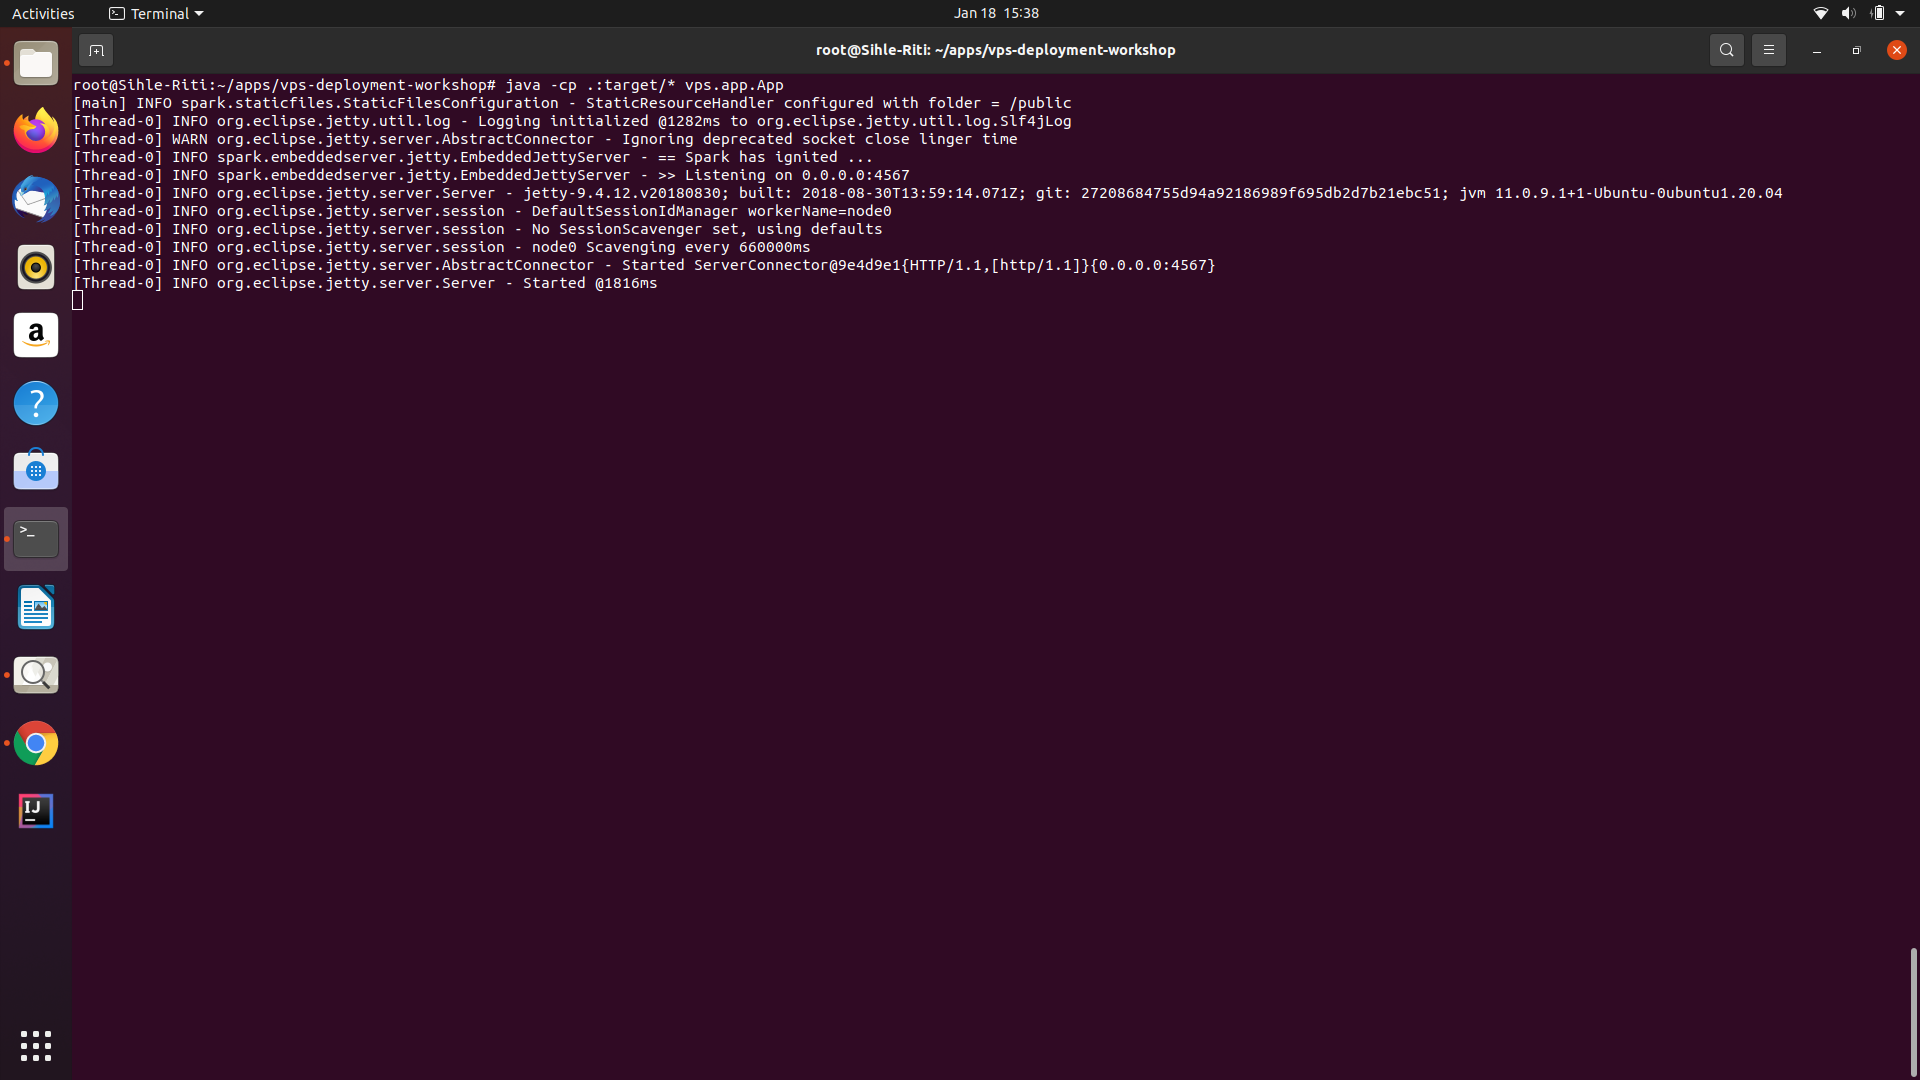 Activities
Terminal
Jan 18 15:38
root@Sihle-Riti: ~/apps/vps-deployment-workshop
root@Sihle-Riti:~/apps/vps-deployment-workshop# java -cp .:target/* vps.app.App
[main] INFO spark.staticfiles.StaticFilesConfiguration - StaticResourceHandler configured with folder = /public
[Thread-0] INFO org.eclipse.jetty.util.log - Logging initialized @1282ms to org.eclipse.jetty.util.log.Slf4jLog
[Thread-0] WARN org.eclipse.jetty.server.AbstractConnector - Ignoring deprecated socket close linger time
[Thread-0] INFO spark.embeddedserver.jetty.EmbeddedJettyServer - == Spark has ignited ...
[Thread-0] INFO spark.embeddedserver.jetty.EmbeddedJettyServer - >> Listening on 0.0.0.0:4567
[Thread-0] INFO org.eclipse.jetty.server.Server - jetty-9.4.12.v20180830; built: 2018-08-30T13:59:14.071Z; git: 27208684755d94a92186989f695db2d7b21ebc51; jvm 11.0.9.1+1-Ubuntu-0ubuntu1.20.04
[Thread-0] INFO org.eclipse.jetty.server.session - DefaultSessionIdManager workerName=node0
[Thread-0] INFO org.eclipse.jetty.server.session - No SessionScavenger set, using defaults
[Thread-0] INFO org.eclipse.jetty.server.session - node0 Scavenging every 660000ms
[Thread-0] INFO org.eclipse.jetty.server.AbstractConnector - Started ServerConnector@9e4d9e1{HTTP/1.1,[http/1.1]}{0.0.0.0:4567}
[Thread-0] INFO org.eclipse.jetty.server.Server - Started @1816ms
a
?
>_
IJ